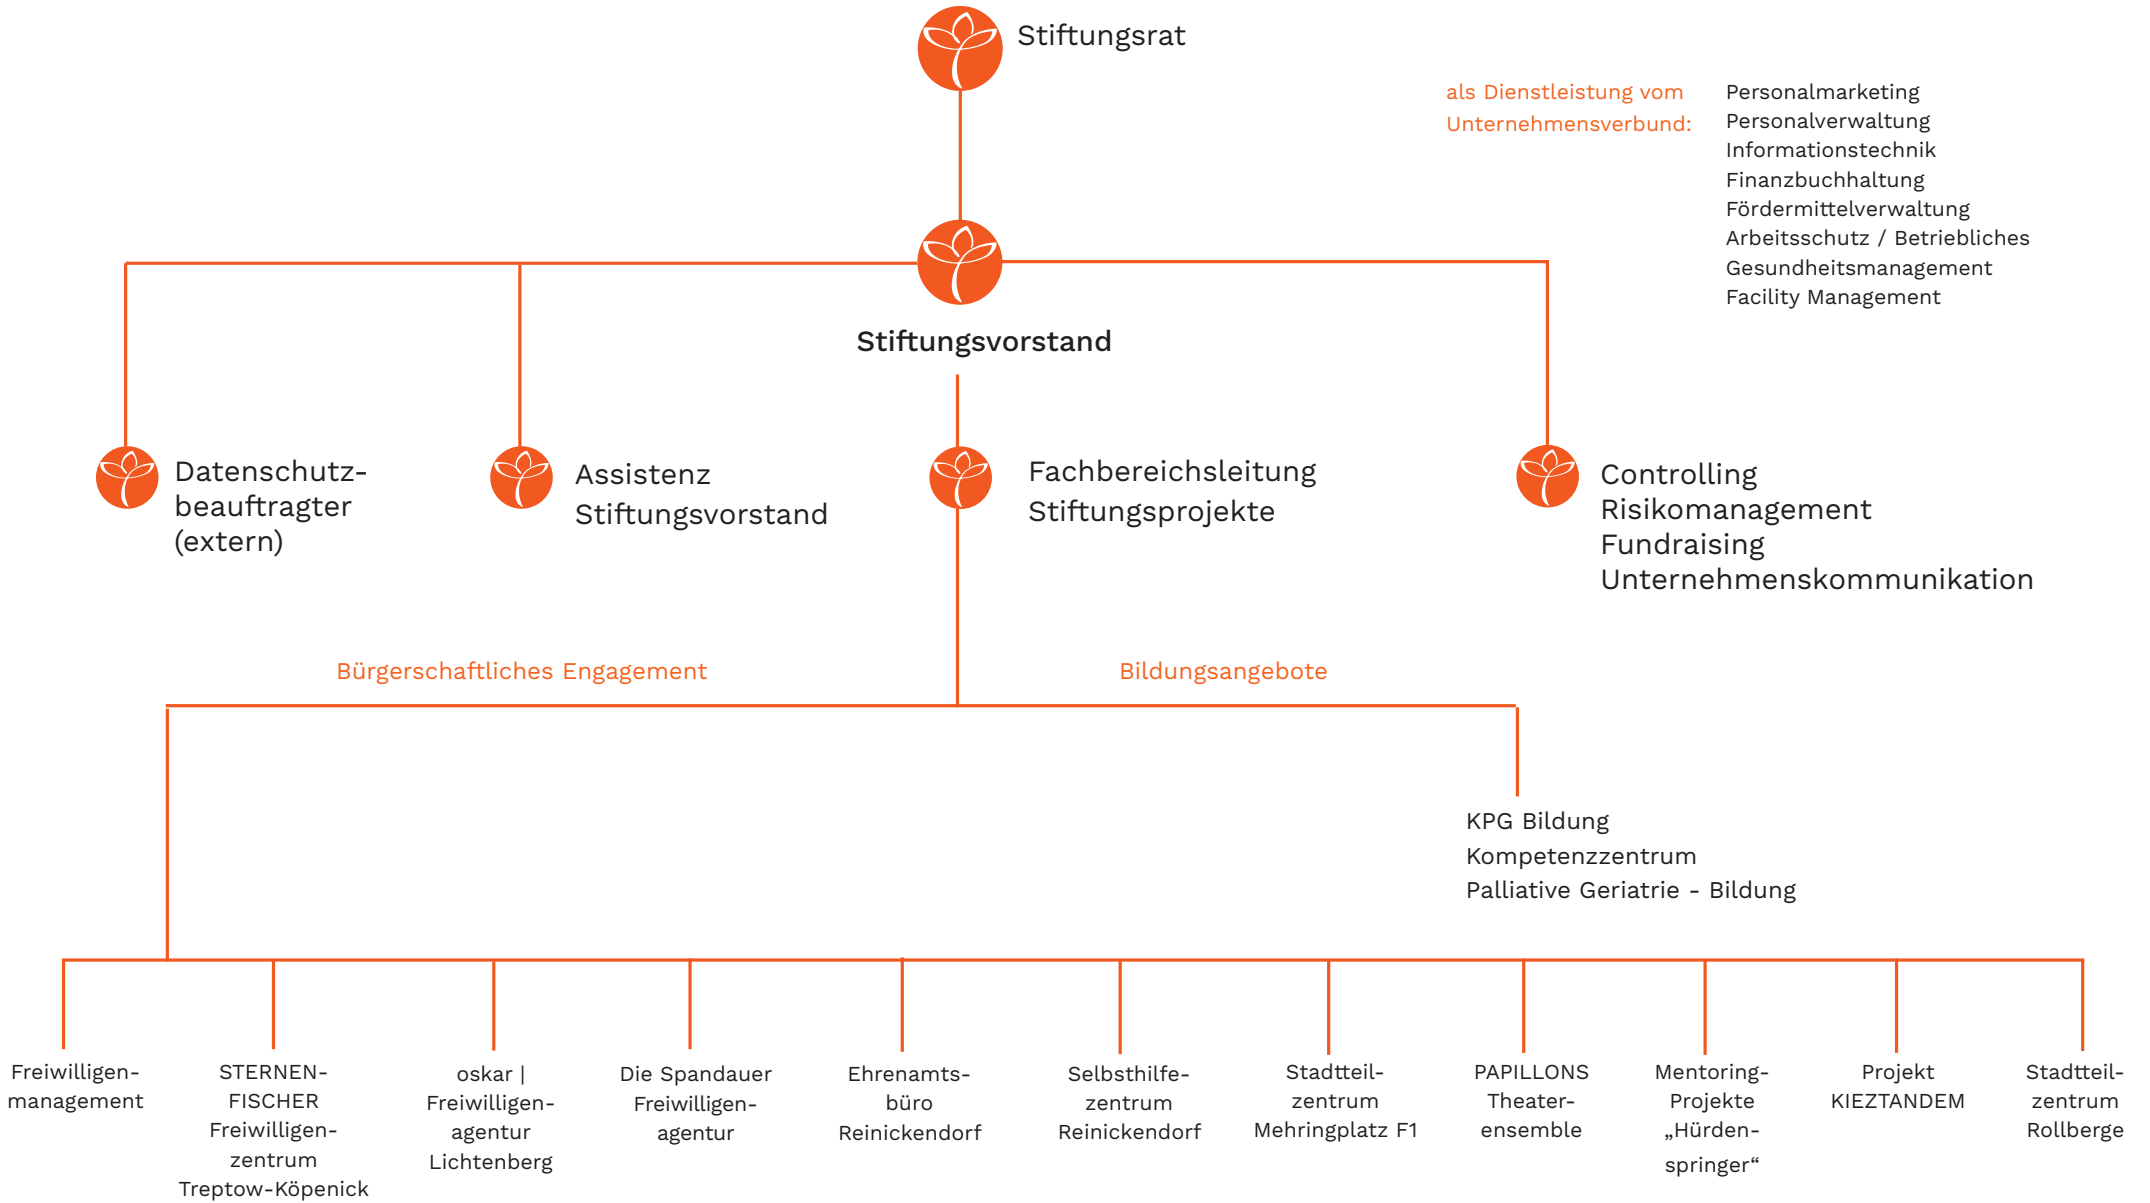 Stiftungsrat
als Dienstleistung vom
Unternehmensverbund:
Personalmarketing
Personalverwaltung
Informationstechnik
Finanzbuchhaltung
Fördermittelverwaltung
Arbeitsschutz / Betriebliches
Gesundheitsmanagement
Facility Management
Stiftungsvorstand
Datenschutz-
beauftragter
(extern)
Assistenz
Stiftungsvorstand
Fachbereichsleitung
Stiftungsprojekte
Controlling
Risikomanagement
Fundraising
Unternehmenskommunikation
Bürgerschaftliches Engagement
Bildungsangebote
KPG Bildung
Kompetenzzentrum
Palliative Geriatrie - Bildung
Freiwilligen-
management
STERNEN-
FISCHER
Freiwilligen-
zentrum
Treptow-Köpenick
oskar |
Freiwilligen-
agentur
Lichtenberg
Die Spandauer
Freiwilligen-
agentur
Ehrenamts-
büro
Reinickendorf
Selbsthilfe-
zentrum
Reinickendorf
Stadtteil-
zentrum
Mehringplatz F1
PAPILLONS
Theater-
ensemble
Mentoring-
Projekte
„Hürden-
springer“
Projekt
KIEZTANDEM
Stadtteil-
zentrum
Rollberge